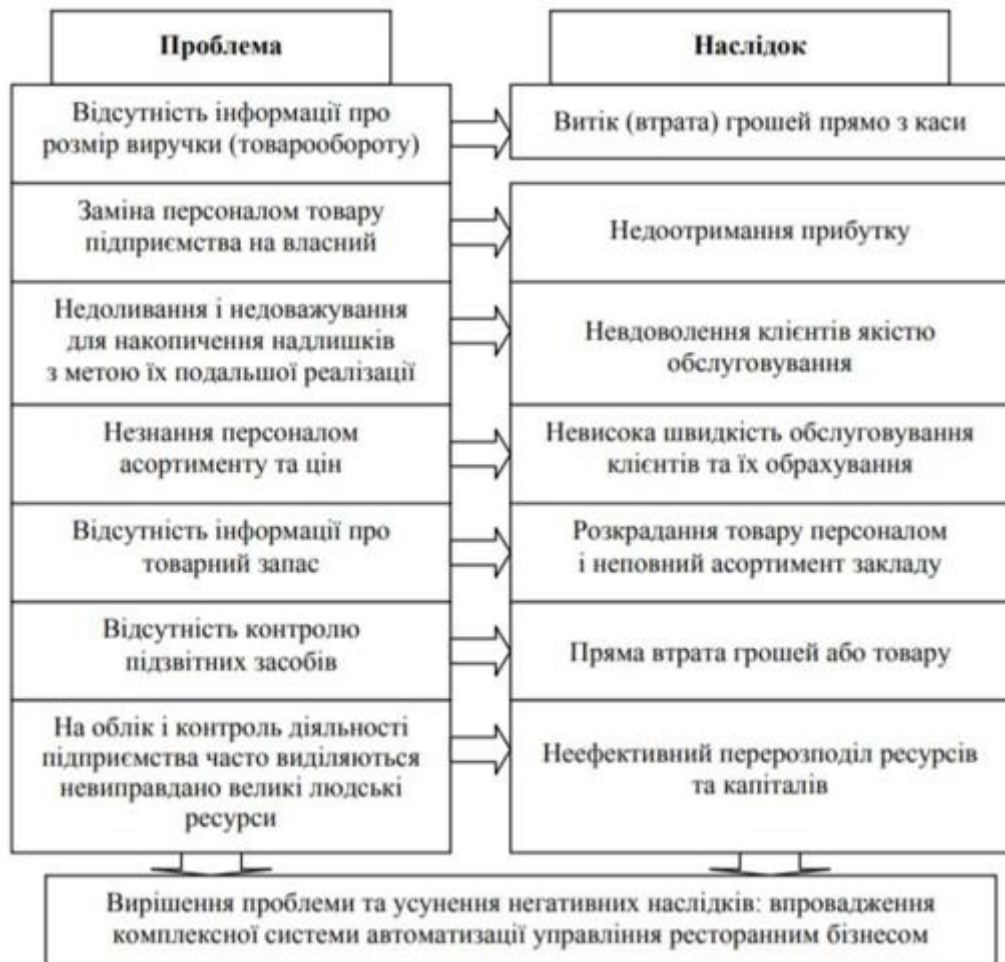 Проблема
Наслідок
Відсутність інформації про
розмір виручки (товарообороту)
Витік (втрата) грошей прямо з каси
Заміна персоналом товару
підприємства на власний
Недоотримання прибутку
Недоливання і недоважування
для накопичення надлишків
з метою їх подальшої реалізації
Невдоволення клієнтів якістю
обслуговування
Незнання персоналом
асортименту та цін
Невисока швидкість обслуговування
клієнтів та їх обрахування
Відсутність інформації про
товарний запас
Розкрадання товару персоналом
і неповний асортимент закладу
Відсутність контролю
підзвітних засобів
Пряма втрата грошей або товару
На облік і контроль діяльності
підприємства часто виділяються
невиправдано великі людські
ресурси
Неефективний перерозподіл ресурсів
та капіталів
Вирішення проблеми та усунення негативних наслідків: впровадження
комплексної системи автоматизації управління ресторанним бізнесом